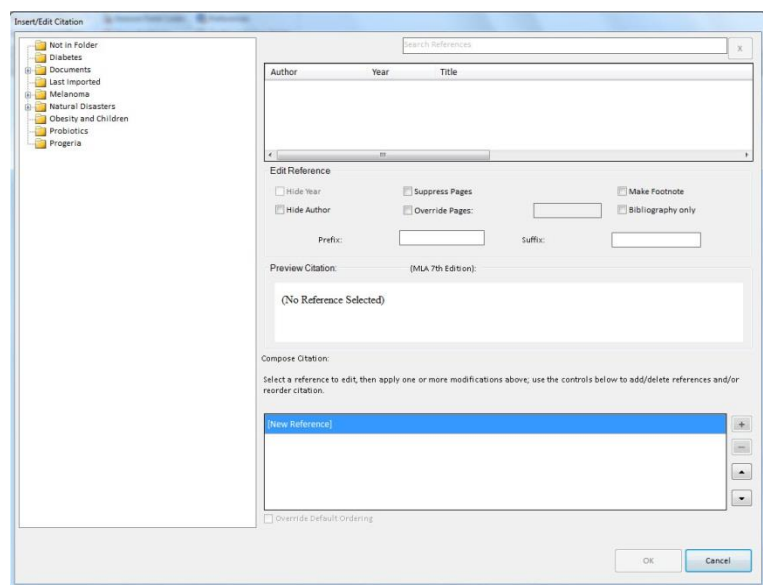 Insert/Edit Citation
Not in Folder
Diabetes
Documents
Last Imported
Melanoma
Natural Disasters
Obesity and Children
Probiotics
Progeria
Search References
x
Author Year Title
Edit Reference
Hide Year Suppress Pages Make Footnote
Hide Author Override Pages: Bibliography only
Prefix: Suffix:
Preview Citation: (MLA 7th Edition):
(No Reference Selected)
Compose Citation:
Select a reference to edit, then apply one or more modifications above; use the controls below to add/delete references and/or
reorder citation.
[New Reference]
Override Default Ordering
OK Cancel